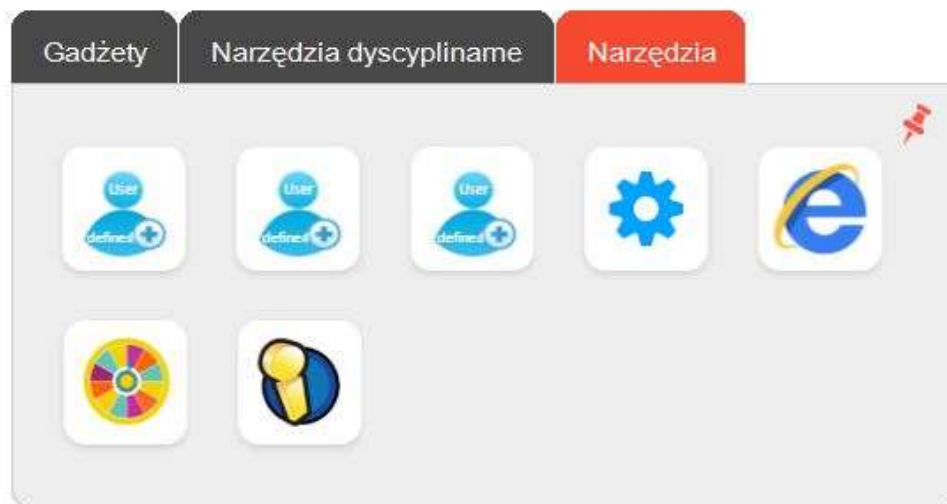 Gadżety Narzędzia dyscypliname Narzędzia
User User User
defined defined defined